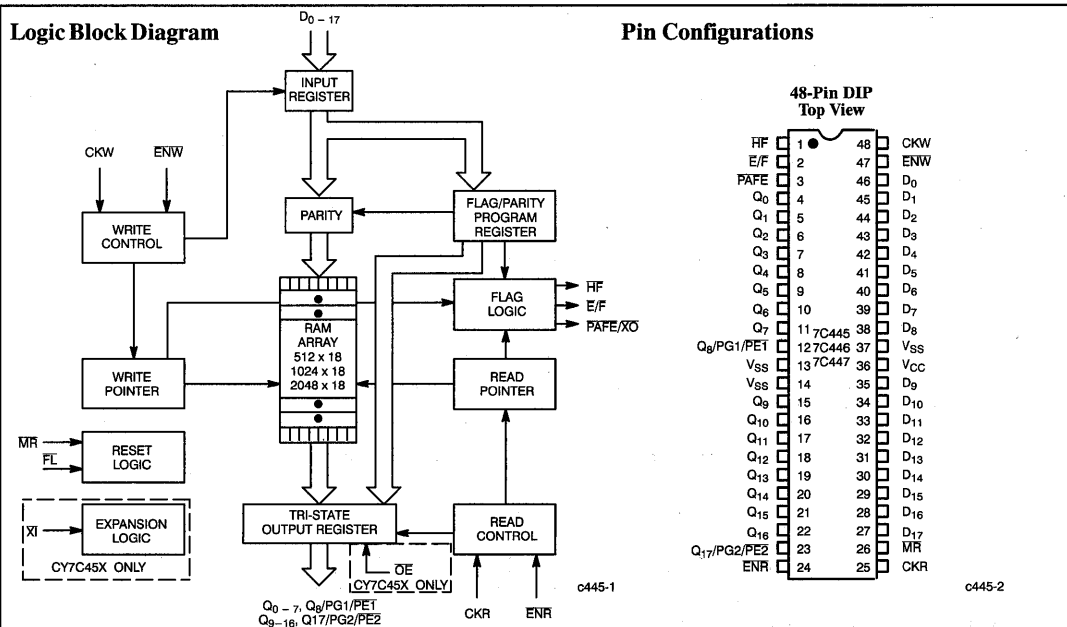 Logic Block Diagram
D0 – 17
INPUT
REGISTER
CKW
ENW
WRITE
CONTROL
PARITY
FLAG/PARITY
PROGRAM
REGISTER
FLAG
LOGIC
HF
E/F
PAFE/XO
RAM
ARRAY
512 x 18
1024 x 18
2048 x 18
WRITE
POINTER
READ
POINTER
MR
FL
RESET
LOGIC
XI
EXPANSION
LOGIC
CY7C45X ONLY
TRI-STATE
OUTPUT REGISTER
READ
CONTROL
OE
CY7C45X ONLY
Q0 – 7, Q8/PG1/PE1
Q9–16, Q17/PG2/PE2
CKR
ENR
c445-1
Pin Configurations
48-Pin DIP
Top View
HF 1 48 CKW
E/F 2 47 ENW
PAFE 3 46 D0
Q0 4 45 D1
Q1 5 44 D2
Q2 6 43 D3
Q3 7 42 D4
Q4 8 41 D5
Q5 9 40 D6
Q6 10 39 D7
Q7 11 7C445 38 D8
Q8/PG1/PE1 12 7C446 37 VSS
VSS 13 7C447 36 VCC
VSS 14 35 D9
Q9 15 34 D10
Q10 16 33 D11
Q11 17 32 D12
Q12 18 31 D13
Q13 19 30 D14
Q14 20 29 D15
Q15 21 28 D16
Q16 22 27 D17
Q17/PG2/PE2 23 26 MR
ENR 24 25 CKR
c445-2